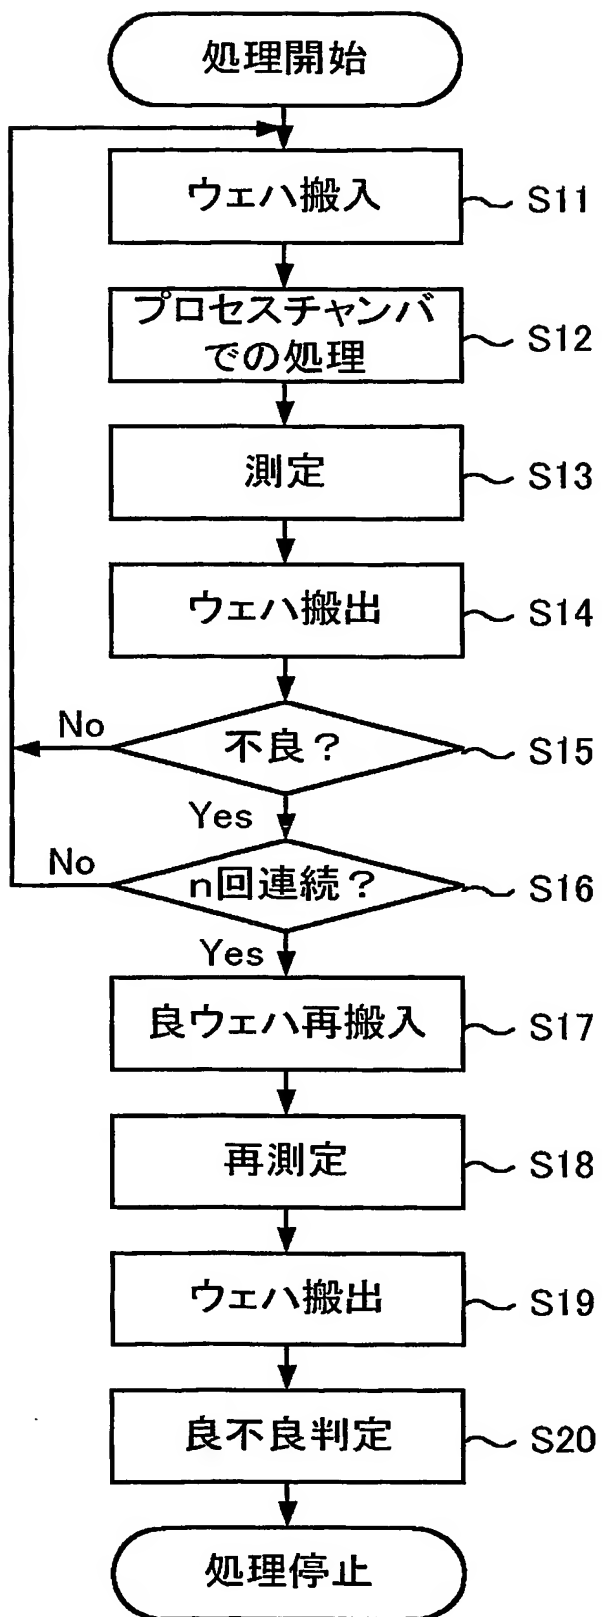 処理開始
ウェハ搬入
S11
プロセスチャンバ
での処理
S12
測定
S13
ウェハ搬出
S14
No
不良？
S15
Yes
No
n回連続？
S16
Yes
良ウェハ再搬入
S17
再測定
S18
ウェハ搬出
S19
良不良判定
S20
処理停止